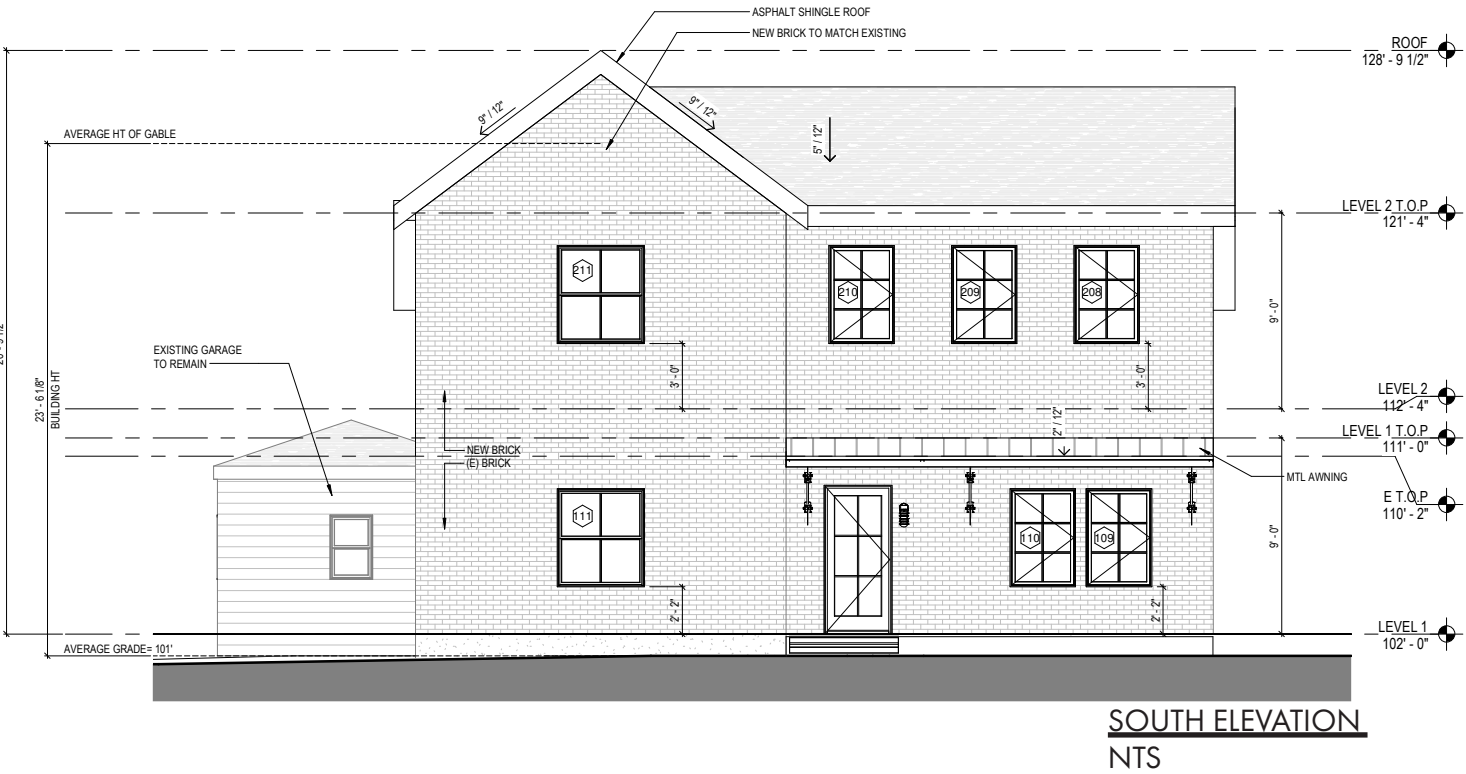 ASPHALT SHINGLE ROOF
NEW BRICK TO MATCH EXISTING
ROOF
128' - 9 1/2"
9" / 12"
9" / 12"
AVERAGE HT OF GABLE
5" / 12"
LEVEL 2 T.O.P
121' - 4"
211
210
209
208
9' - 0"
EXISTING GARAGE
TO REMAIN
3' - 0"
3' - 0"
23' - 6 1/8"
BUILDING HT
LEVEL 2
112' - 4"
2" / 12"
LEVEL 1 T.O.P
111' - 0"
NEW BRICK
(E) BRICK
MTL AWNING
E T.O.P
110' - 2"
111
110
109
9' - 0"
2' - 2"
2' - 2"
LEVEL 1
102' - 0"
AVERAGE GRADE= 101'
SOUTH ELEVATION
NTS